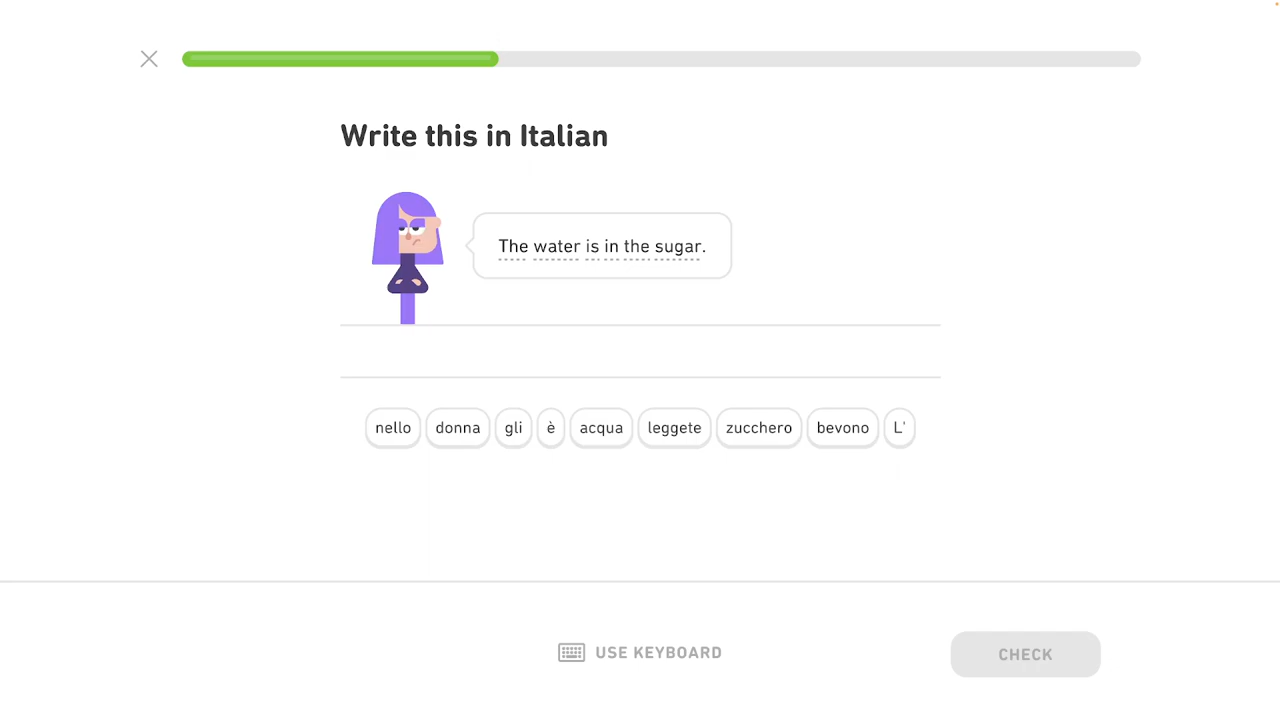 Write this in Italian
The water is in the sugar.
nello donna gli è acqua leggete zucchero bevono L'
USE KEYBOARD
CHECK